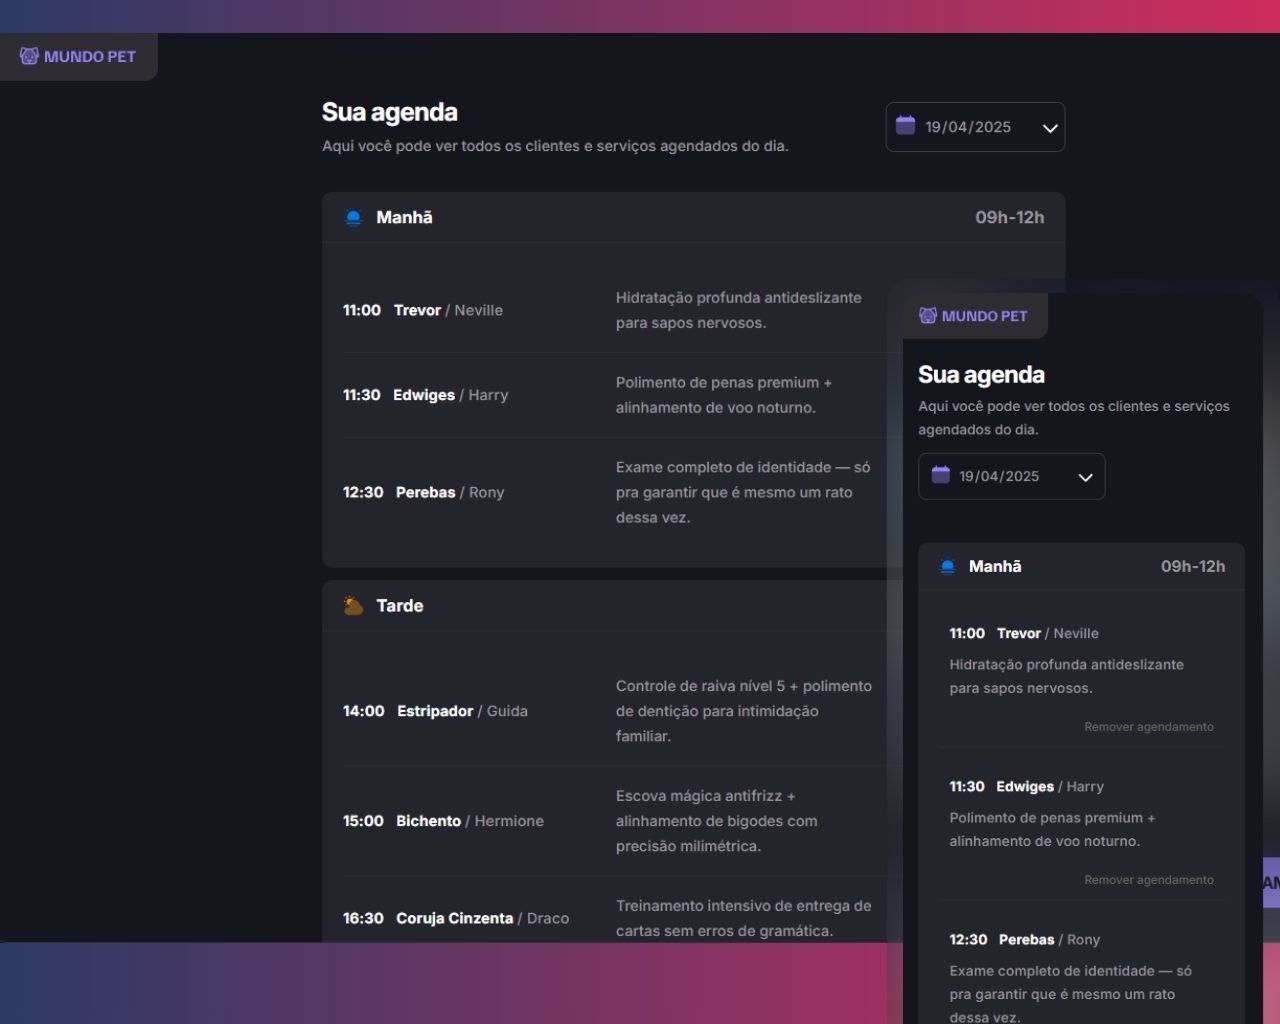 MUNDO PET
Sua agenda
Aqui você pode ver todos os clientes e serviços agendados do dia.
19/04/2025
Manhã
09h-12h
11:00 Trevor / Neville
Hidratação profunda antideslizante
para sapos nervosos.
11:30 Edwiges / Harry
Polimento de penas premium +
alinhamento de voo noturno.
12:30 Perebas / Rony
Exame completo de identidade — só
pra garantir que é mesmo um rato
dessa vez.
Tarde
14:00 Estripador / Guida
Controle de raiva nível 5 + polimento
de dentição para intimidação
familiar.
15:00 Bichento / Hermione
Escova mágica antifrizz +
alinhamento de bigodes com
precisão milimétrica.
16:30 Coruja Cinzenta / Draco
Treinamento intensivo de entrega de
cartas sem erros de gramática.
MUNDO PET
Sua agenda
Aqui você pode ver todos os clientes e serviços
agendados do dia.
19/04/2025
Manhã
09h-12h
11:00 Trevor / Neville
Hidratação profunda antideslizante
para sapos nervosos.
Remover agendamento
11:30 Edwiges / Harry
Polimento de penas premium +
alinhamento de voo noturno.
Remover agendamento
12:30 Perebas / Rony
Exame completo de identidade — só
pra garantir que é mesmo um rato
dessa vez.